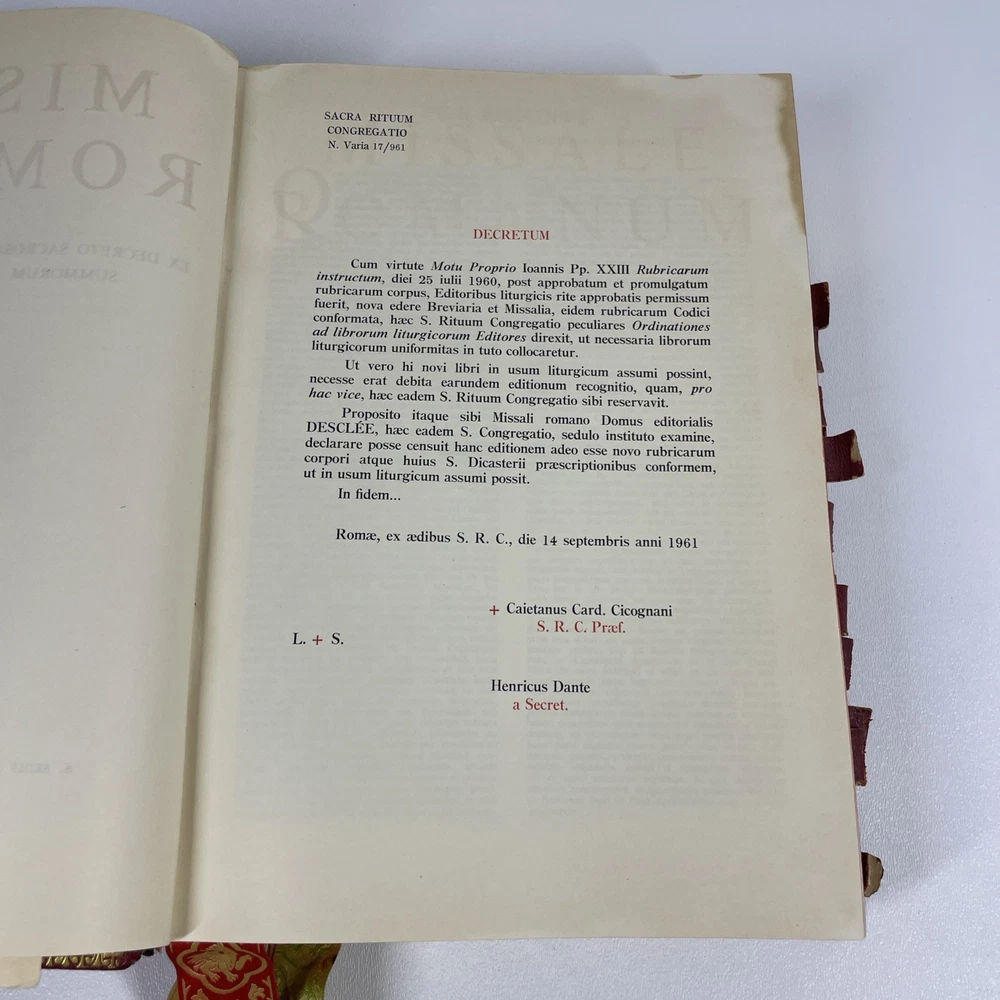 SACRA RITUUM
CONGREGATIO
N. Varia 17/961
DECRETUM
Cum virtute Motu Proprio Ioannis Pp. XXIII Rubricarum
instructum, diei 25 iulii 1960, post approbatum et promulgatum
rubricarum corpus, Editoribus liturgicis rite approbatis permissum
fuerit, nova edere Breviaria et Missalia, eidem rubricarum Codici
conformata, hæc S. Rituum Congregatio peculiares Ordinationes
ad librorum liturgicorum Editores direxit, ut necessaria librorum
liturgicorum uniformitas in tuto collocaretur.
Ut vero hi novi libri in usum liturgicum assumi possint,
necesse erat debita earundem editionum recognitio, quam, pro
hac vice, hæc eadem S. Rituum Congregatio sibi reservavit.
Proposito itaque sibi Missali romano Domus editorialis
DESCLÉE, hæc eadem S. Congregatio, sedulo instituto examine,
declarare posse censuit hanc editionem adeo esse novo rubricarum
corpori atque huius S. Dicasterii præscriptionibus conformem,
ut in usum liturgicum assumi possit.
In fidem...
Romæ, ex ædibus S. R. C., die 14 septembris anni 1961
+ Caietanus Card. Cicognani
S. R. C. Præf.
L. + S.
Henricus Dante
a Secret.